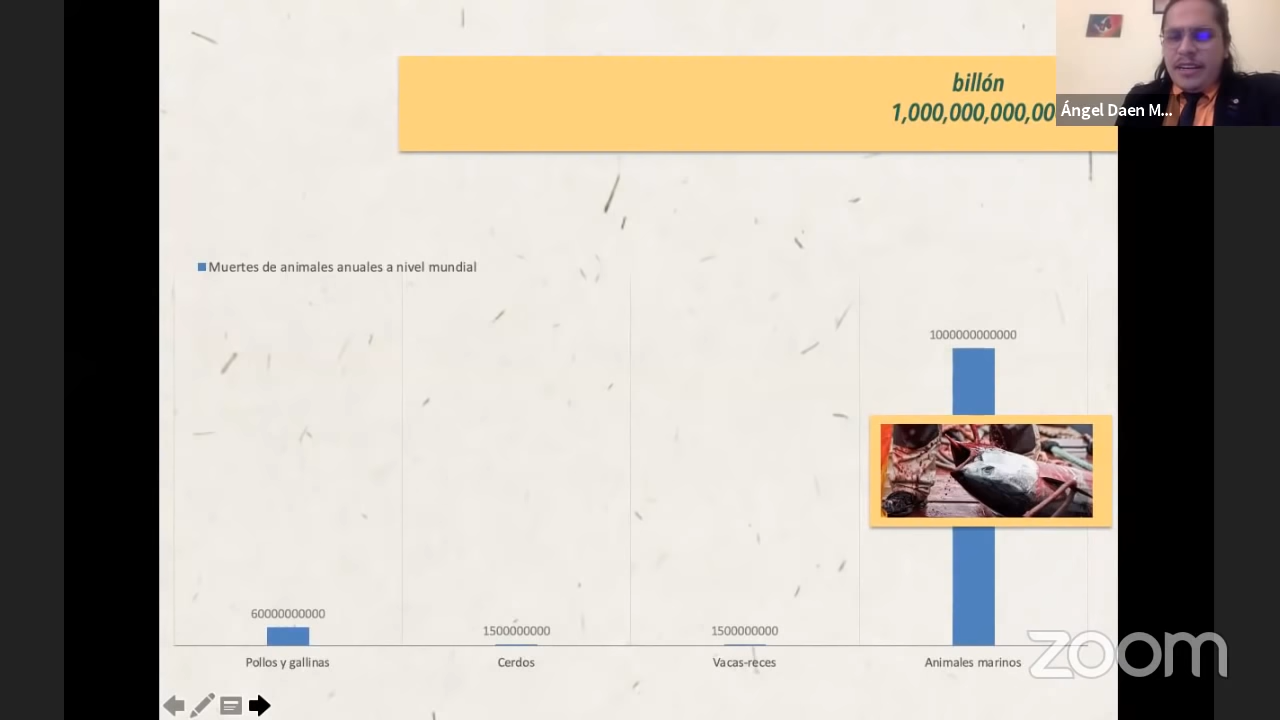 billón
1,000,000,000,00
Ángel Daen M...
Muertes de animales anuales a nivel mundial
1000000000000
60000000000
1500000000
1500000000
Pollos y gallinas
Cerdos
Vacas-reces
Animales marinos
zoom